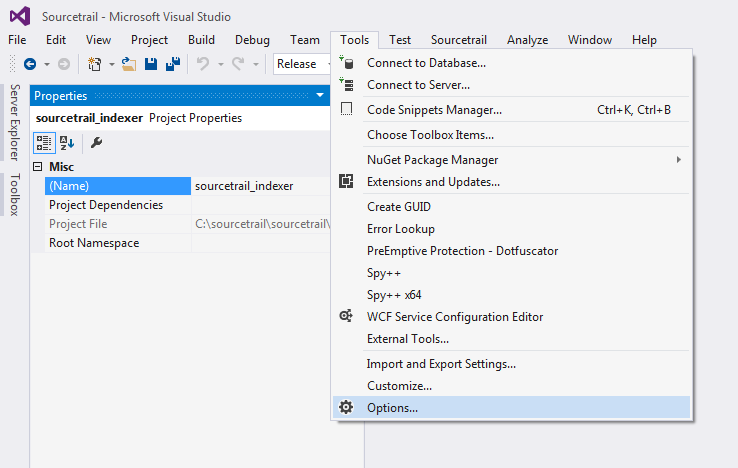 Sourcetrail - Microsoft Visual Studio
File Edit View Project Build Debug Team Tools Test Sourcetrail Analyze Window Help
Release
Server Explorer
Toolbox
Properties
sourcetrail_indexer Project Properties
Misc
(Name) sourcetrail_indexer
Project Dependencies
Project File C:\sourcetrail\sourcetrail\
Root Namespace
Connect to Database...
Connect to Server...
Code Snippets Manager... Ctrl+K, Ctrl+B
Choose Toolbox Items...
NuGet Package Manager
Extensions and Updates...
Create GUID
Error Lookup
PreEmptive Protection - Dotfuscator
Spy++
Spy++ x64
WCF Service Configuration Editor
External Tools...
Import and Export Settings...
Customize...
Options...